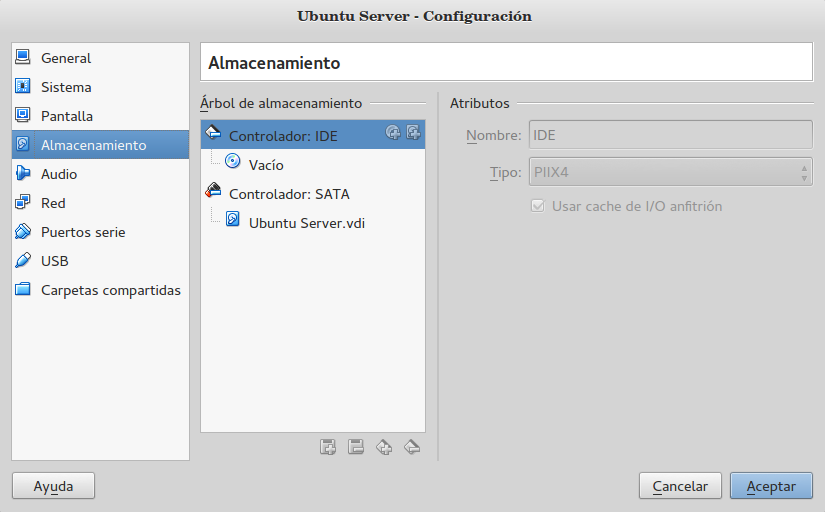 Ubuntu Server - Configuración
General
Sistema
Pantalla
Almacenamiento
Audio
Red
Puertos serie
USB
Carpetas compartidas
Almacenamiento
Árbol de almacenamiento
Controlador: IDE
Vacío
Controlador: SATA
Ubuntu Server.vdi
Atributos
Nombre: IDE
Tipo: PIIX4
Usar cache de I/O anfitrión
Ayuda
Cancelar
Aceptar